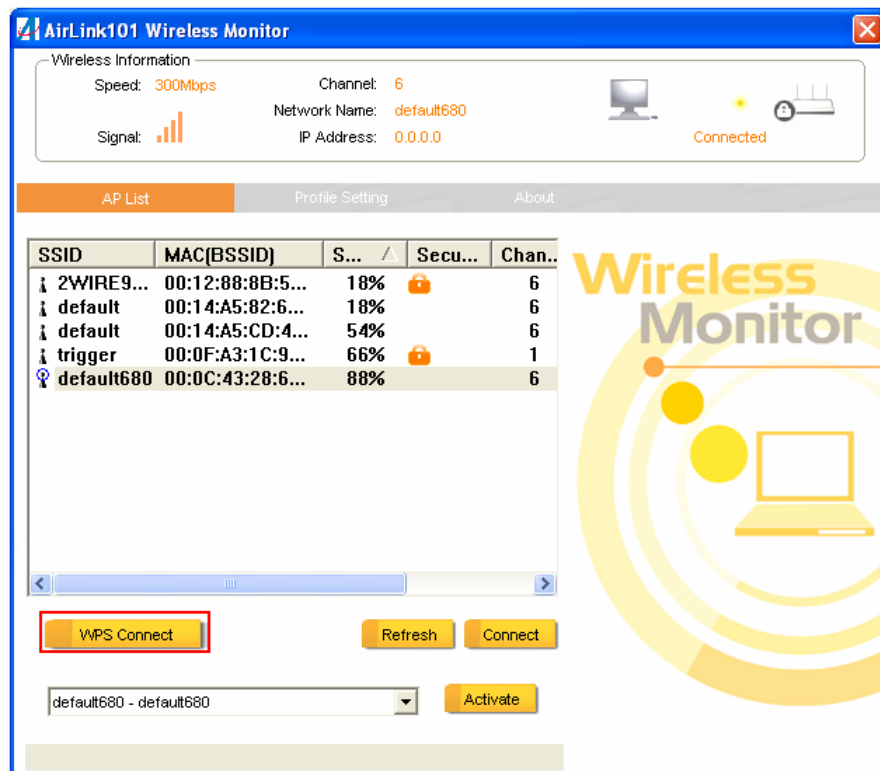 AirLink101 Wireless Monitor
Wireless Information
Speed: 300Mbps
Channel: 6
Network Name: default680
Signal:
IP Address: 0.0.0.0
Connected
AP List
Profile Setting
About
SSID MAC(BSSID) S... Secu... Chan..
2WIRE9... 00:12:88:8B:5... 18% 6
default 00:14:A5:82:6... 18% 6
default 00:14:A5:CD:4... 54% 6
trigger 00:0F:A3:1C:9... 66% 1
default680 00:0C:43:28:6... 88% 6
Wireless
Monitor
WPS Connect
Refresh
Connect
default680 - default680
Activate